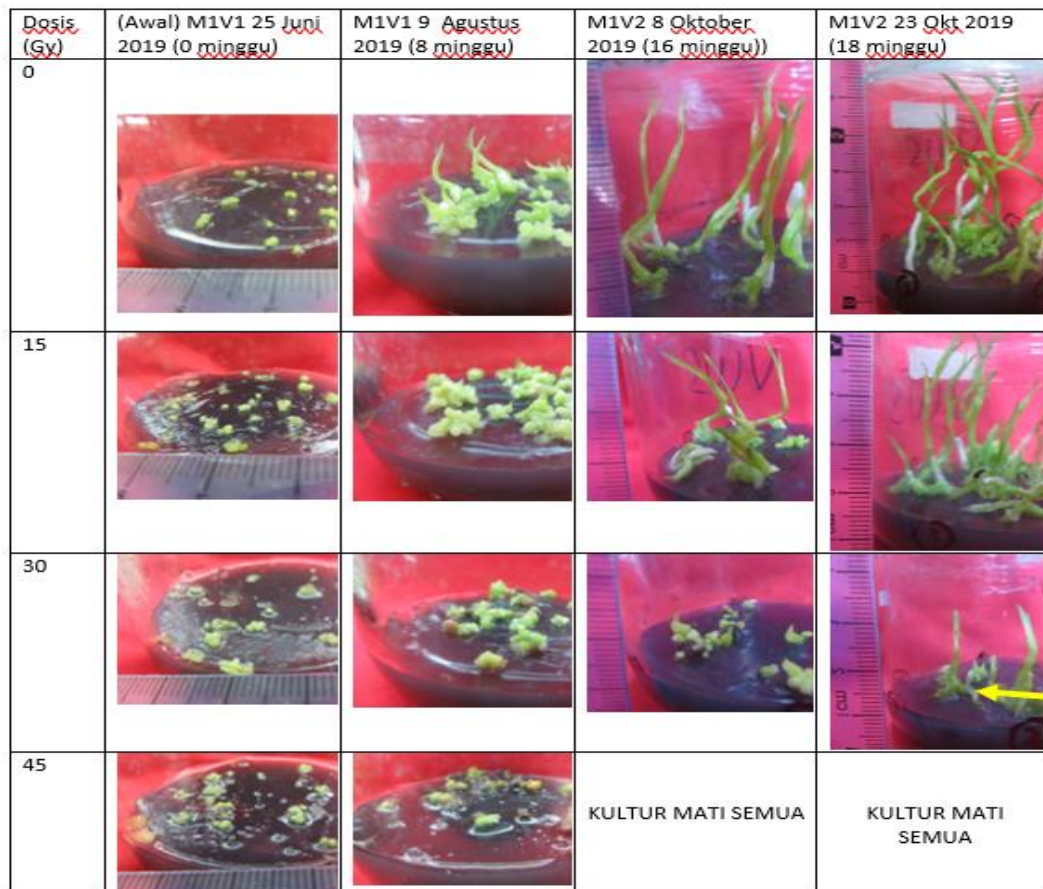 Dosis
(Gy)
(Awal) M1V1 25 Juni
2019 (0 minggu)
M1V1 9 Agustus
2019 (8 minggu)
M1V2 8 Oktober
2019 (16 minggu))
M1V2 23 Okt 2019
(18 minggu)
0
15
30
45
KULTUR MATI SEMUA
KULTUR MATI
SEMUA